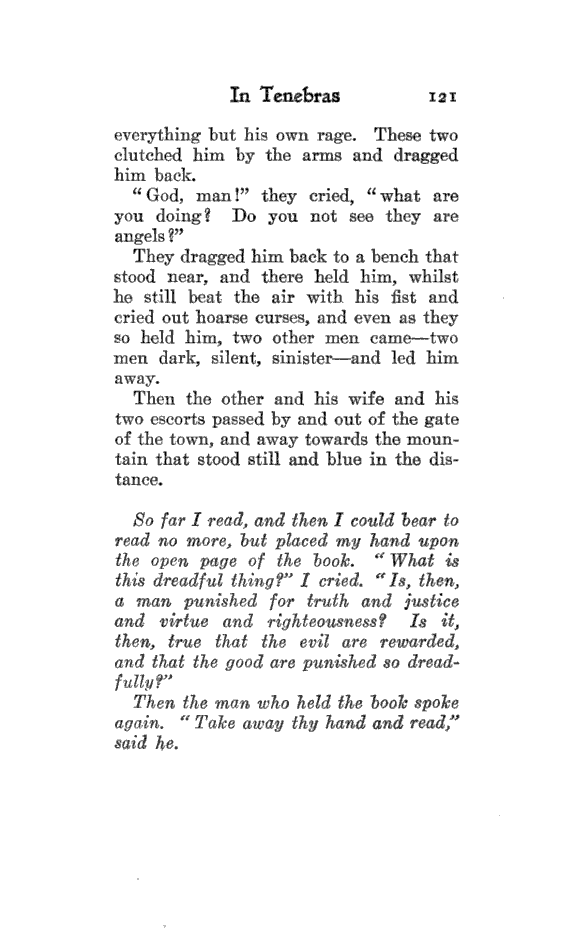 In Tenebras 121
everything but his own rage. These two
clutched him by the arms and dragged
him back.
“God, man!” they cried, “what are
you doing? Do you not see they are
angels?”
They dragged him back to a bench that
stood near, and there held him, whilst
he still beat the air with his fist and
cried out hoarse curses, and even as they
so held him, two other men came—two
men dark, silent, sinister—and led him
away.
Then the other and his wife and his
two escorts passed by and out of the gate
of the town, and away towards the moun-
tain that stood still and blue in the dis-
tance.
So far I read, and then I could bear to
read no more, but placed my hand upon
the open page of the book. “What is
this dreadful thing?” I cried. “Is, then,
a man punished for truth and justice
and virtue and righteousness? Is it,
then, true that the evil are rewarded,
and that the good are punished so dread-
fully?”
Then the man who held the book spoke
again. “Take away thy hand and read,”
said he.